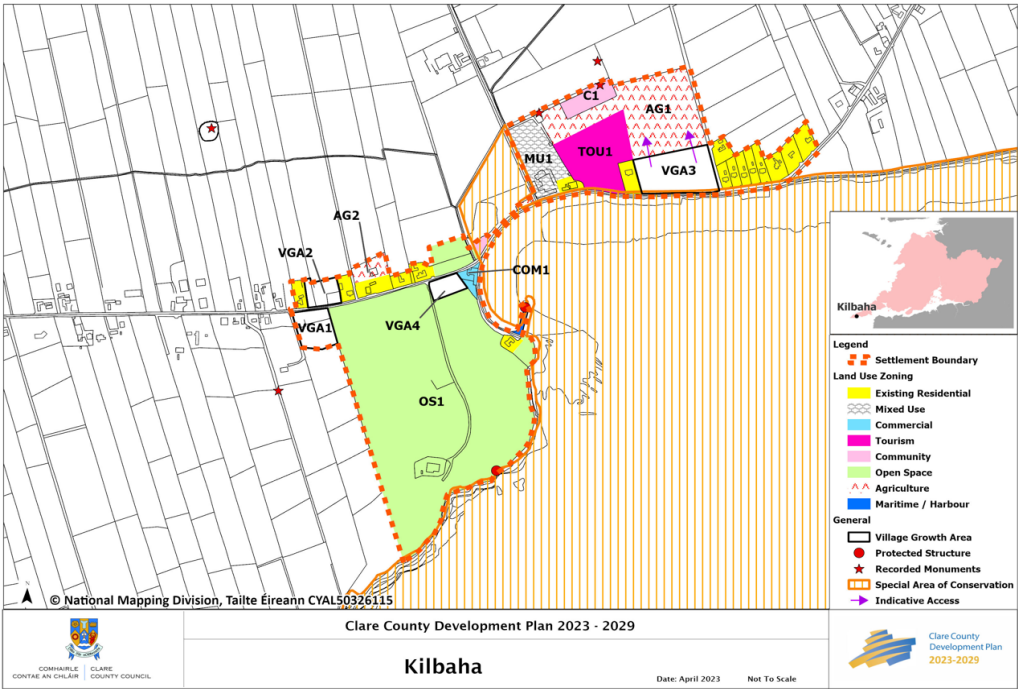 C1
AG1
MU1
TOU1
VGA3
AG2
VGA2
COM1
VGA4
VGA1
OS1
Kilbaha
Legend
Settlement Boundary
Land Use Zoning
Existing Residential
Mixed Use
Commercial
Tourism
Community
Open Space
Agriculture
Maritime / Harbour
General
Village Growth Area
Protected Structure
Recorded Monuments
Special Area of Conservation
Indicative Access
N
© National Mapping Division, Tailte Éireann CYAL50326115
COMHAIRLE
CONTAE AN CHLÁIR
CLARE
COUNTY COUNCIL
Clare County Development Plan 2023 - 2029
Kilbaha
Date: April 2023
Not To Scale
Clare County
Development Plan
2023-2029